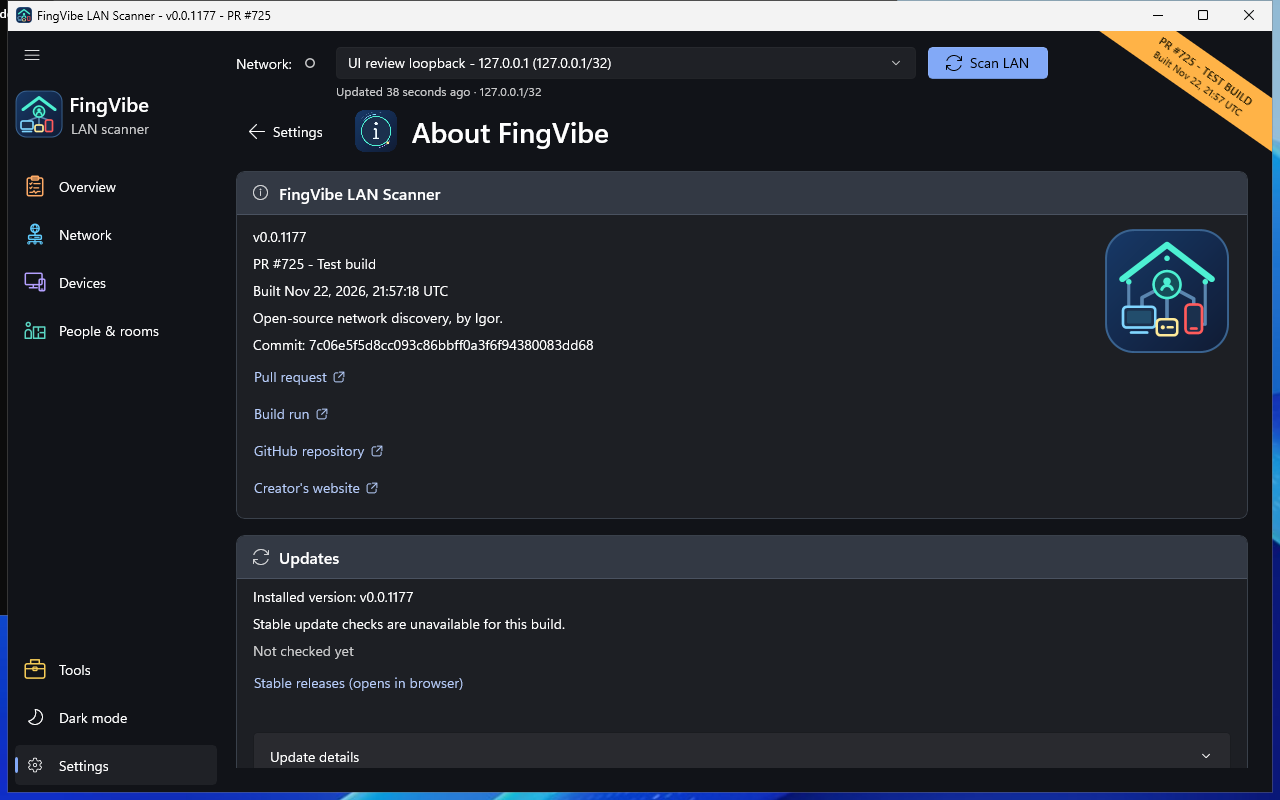 FingVibe LAN Scanner - v0.0.1177 - PR #725
Network:
UI review loopback - 127.0.0.1 (127.0.0.1/32)
Scan LAN
Updated 38 seconds ago · 127.0.0.1/32
PR #725 - TEST BUILD
Built Nov 22, 21:57 UTC
FingVibe
LAN scanner
Settings
About FingVibe
Overview
Network
Devices
People & rooms
Tools
Dark mode
Settings
FingVibe LAN Scanner
v0.0.1177
PR #725 - Test build
Built Nov 22, 2026, 21:57:18 UTC
Open-source network discovery, by Igor.
Commit: 7c06e5f5d8cc093c86bbff0a3f6f94380083dd68
Pull request
Build run
GitHub repository
Creator's website
Updates
Installed version: v0.0.1177
Stable update checks are unavailable for this build.
Not checked yet
Stable releases (opens in browser)
Update details